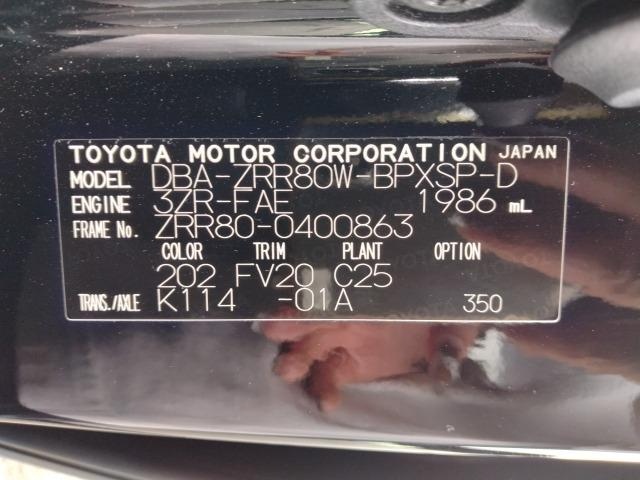 TOYOTA MOTOR CORPORATION JAPAN
MODEL DBA-ZRR80W-BPXSP-D
ENGINE 3ZR-FAE 1986 mL
FRAME No. ZRR80-0400863
COLOR TRIM PLANT OPTION
202 FV20 C25
TRANS./AXLE K114 -01A 350